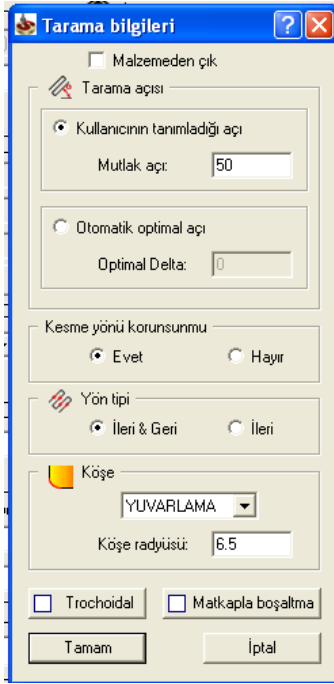 Tarama bilgileri
Malzemeden çık
Tarama açısı
Kullanıcının tanımladığı açı
Mutlak açı: 50
Otomatik optimal açı
Optimal Delta: 0
Kesme yönü korunsunmu
Evet Hayır
Yön tipi
İleri & Geri İleri
Köşe
YUVARLAMA
Köşe radyüsü: 6.5
Trochoidal Matkapla boşaltma
Tamam İptal